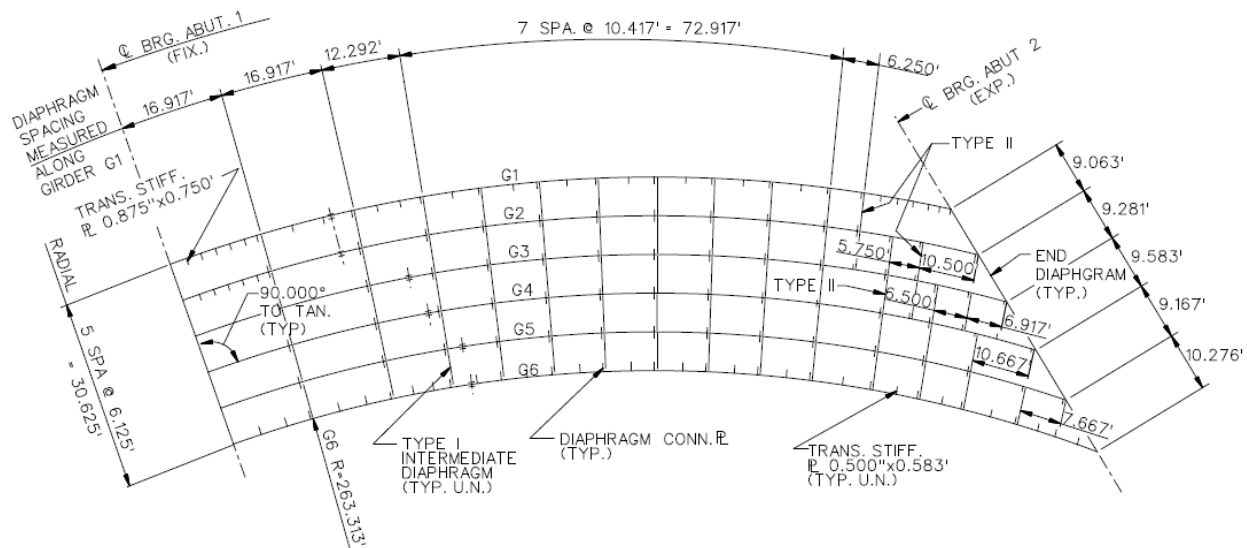 ℄ BRG. ABUT. 1
(FIX.)
7 SPA. @ 10.417' = 72.917'
12.292'
16.917'
16.917'
6.250'
℄ BRG. ABUT 2
(EXP.)
DIAPHRAGM
SPACING
MEASURED
ALONG
GIRDER G1
TRANS. STIFF.
PL 0.875"x0.750'
TYPE II
9.063'
9.281'
9.583'
9.167'
10.276'
G1
G2
G3
G4
G5
G6
RADIAL
5 SPA @ 6.125'
= 30.625'
90.000°
TO TAN.
(TYP)
5.750'
10.500
END
DIAPHGRAM
(TYP.)
TYPE II
6.500
6.917'
10.667
7.667'
G6 R=263.313'
TYPE I
INTERMEDIATE
DIAPHRAGM
(TYP. U.N.)
DIAPHRAGM CONN. PL
(TYP.)
TRANS. STIFF.
PL 0.500"x0.583'
(TYP. U.N.)